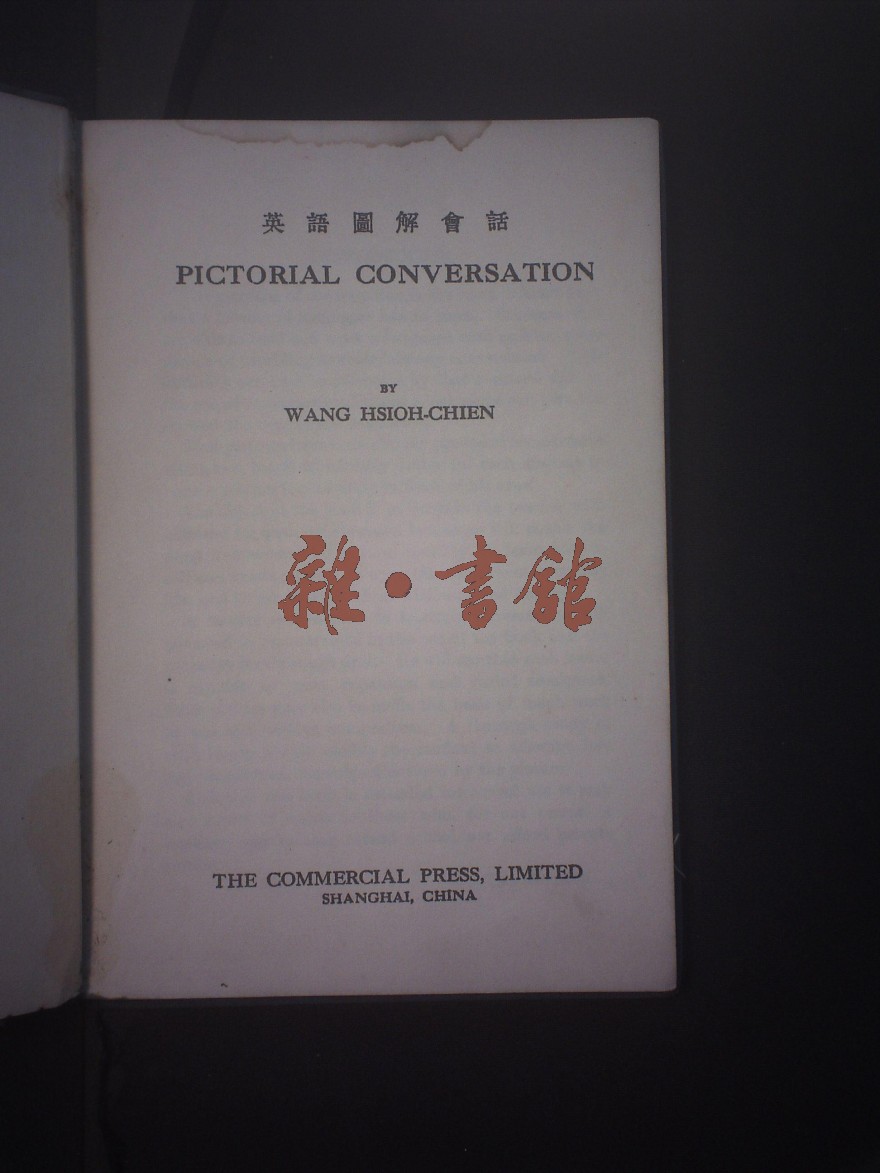 英語圖解會話
PICTORIAL CONVERSATION
BY
WANG HSIOH-CHIEN
雜·書館
THE COMMERCIAL PRESS, LIMITED
SHANGHAI, CHINA